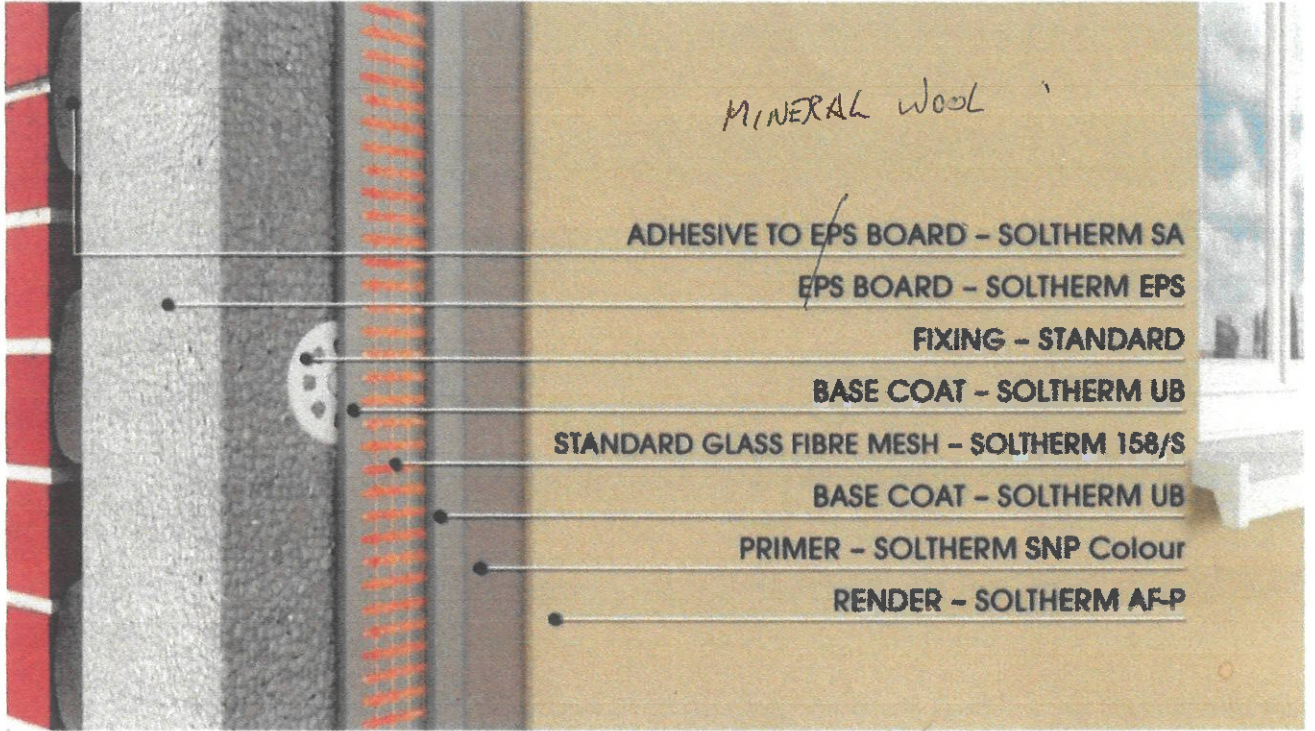 MINERAL WOOL
ADHESIVE TO EPS BOARD – SOLTHERM SA
EPS BOARD – SOLTHERM EPS
FIXING – STANDARD
BASE COAT – SOLTHERM UB
STANDARD GLASS FIBRE MESH – SOLTHERM 158/S
BASE COAT – SOLTHERM UB
PRIMER – SOLTHERM SNP Colour
RENDER – SOLTHERM AF-P